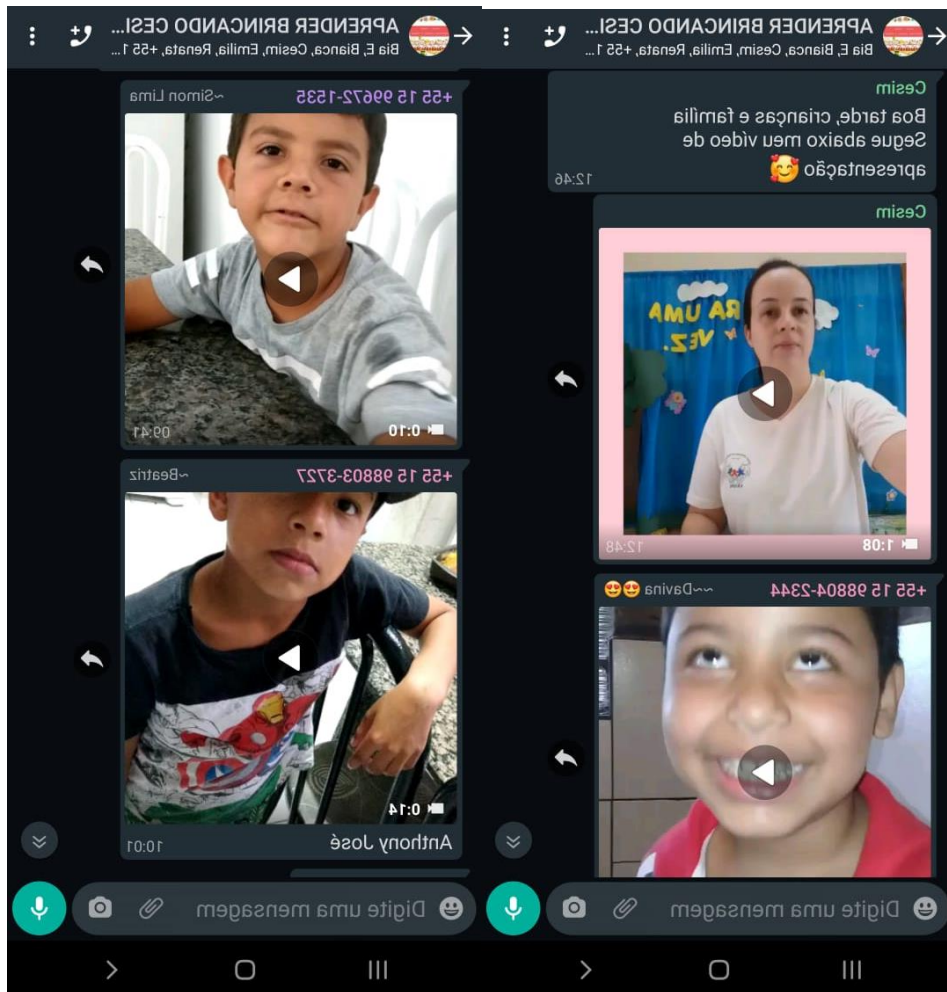 APRENDER BRINCANDO CESI...
Bia E, Bianca, Cesim, Emilia, Renata, +55 1...
Cesim
Boa tarde, crianças e família
Segue abaixo meu vídeo de
apresentação 🥰
12:46
Cesim
RA UMA
VEZ.
1:08
12:48
+55 15 98804-2344 ~~Davina 😍😍
Digite uma mensagem
APRENDER BRINCANDO CESI...
Bia E, Bianca, Cesim, Emilia, Renata, +55 1...
+55 15 99672-1535 ~Simon Lima
0:10
09:41
+55 15 98803-3727 ~Beatriz
0:14
Anthony José
10:01
Digite uma mensagem